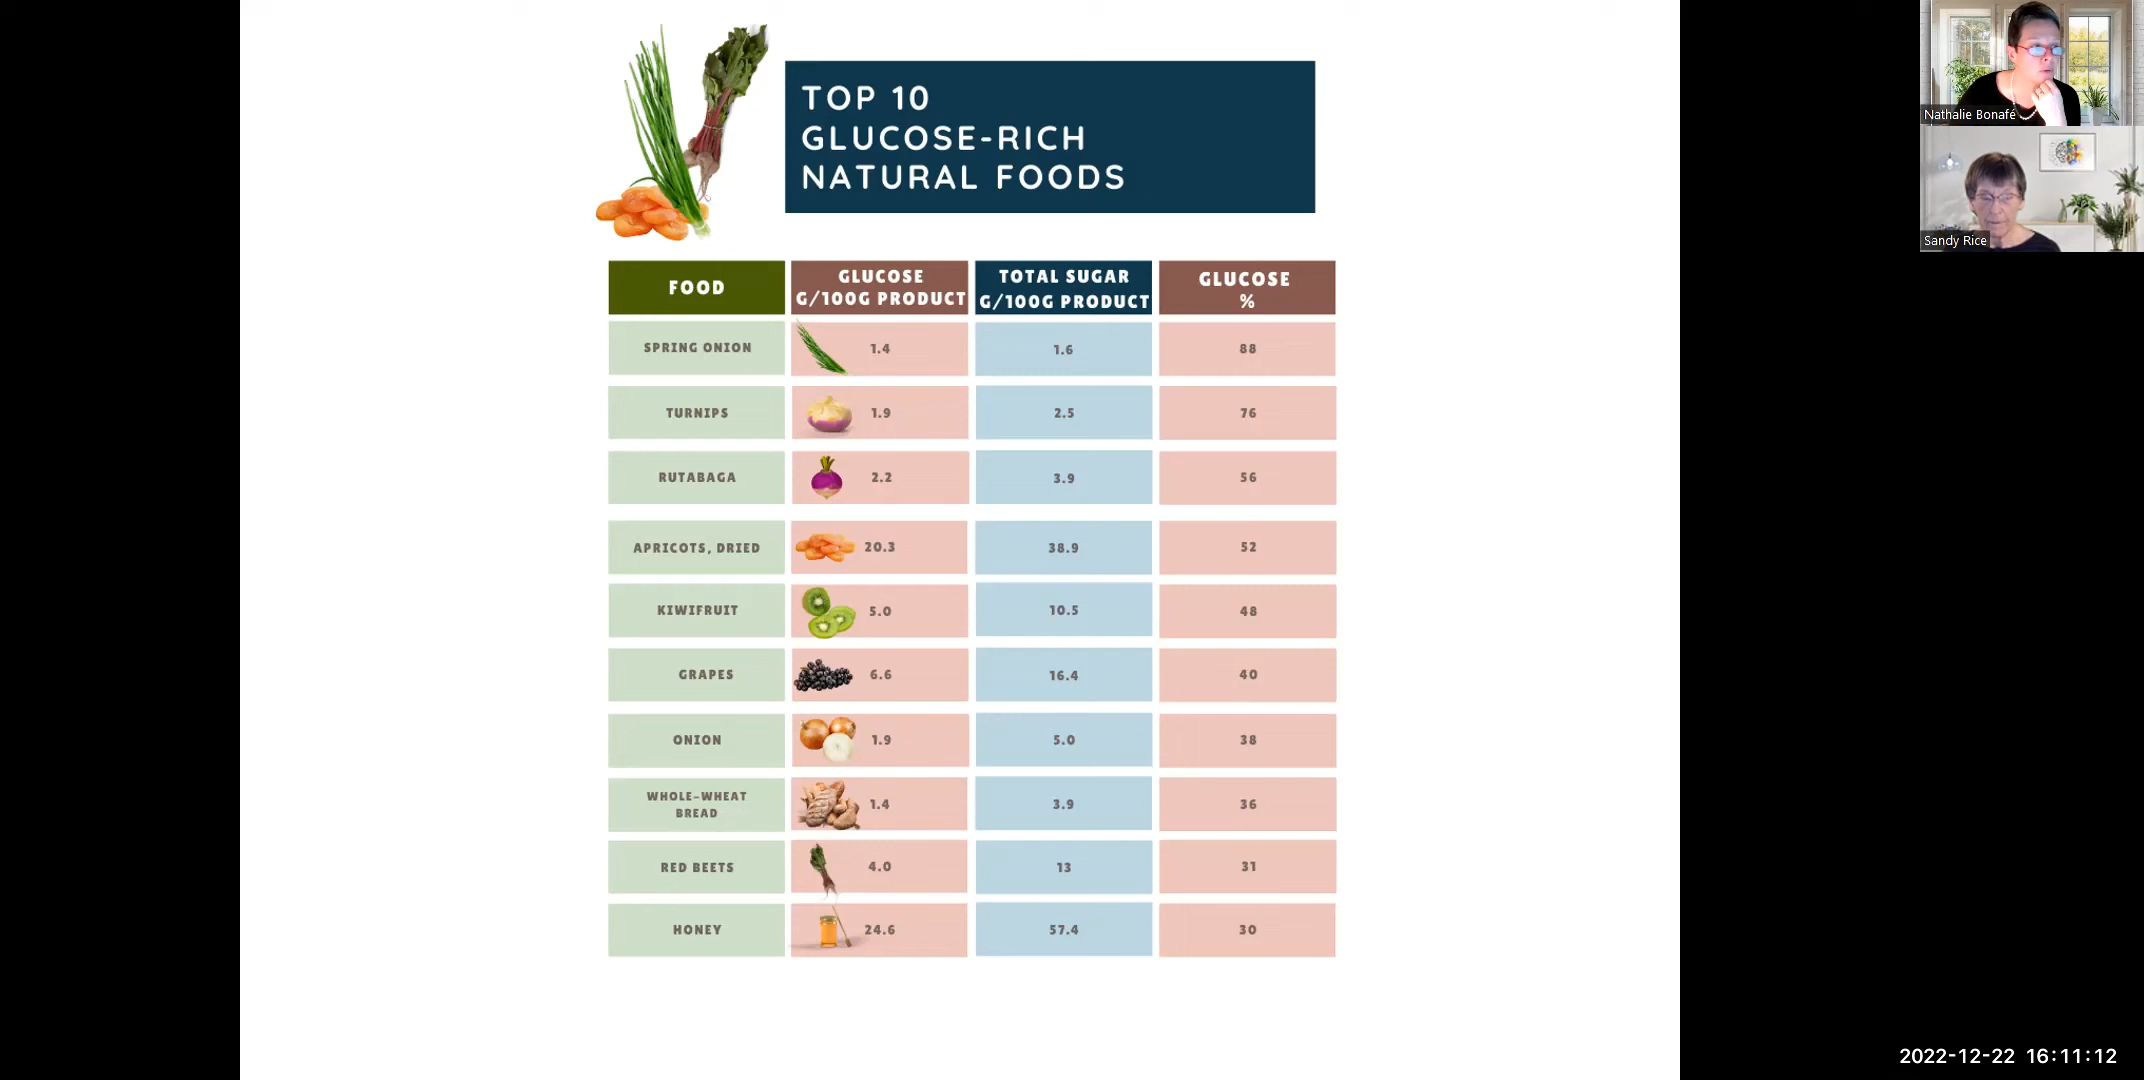 TOP 10
GLUCOSE-RICH
NATURAL FOODS
FOOD
GLUCOSE
G/100G PRODUCT
TOTAL SUGAR
G/100G PRODUCT
GLUCOSE
%
SPRING ONION 1.4 1.6 88
TURNIPS 1.9 2.5 76
RUTABAGA 2.2 3.9 56
APRICOTS, DRIED 20.3 38.9 52
KIWIFRUIT 5.0 10.5 48
GRAPES 6.6 16.4 40
ONION 1.9 5.0 38
WHOLE-WHEAT
BREAD 1.4 3.9 36
RED BEETS 4.0 13 31
HONEY 24.6 57.4 30
Nathalie Bonafé
Sandy Rice
2022-12-22 16:11:12